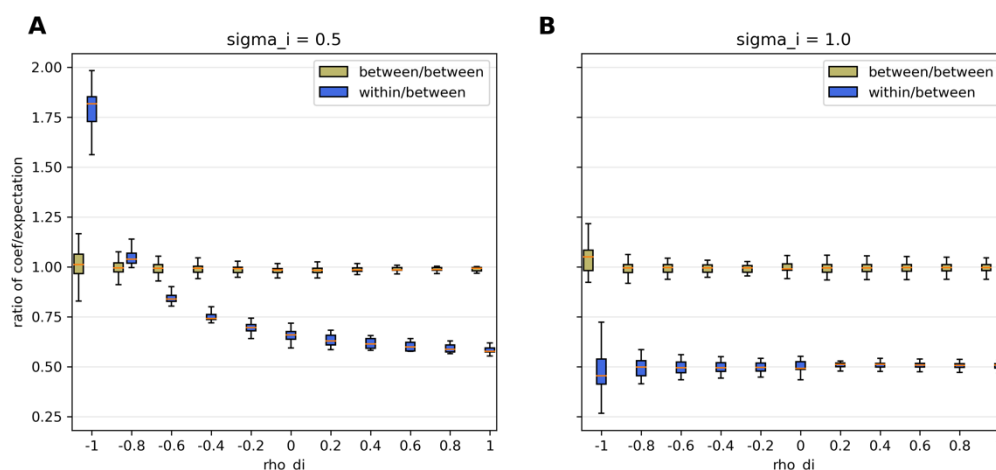 A
sigma_i = 0.5
between/between
within/between
ratio of coef/expectation
2.00
1.75
1.50
1.25
1.00
0.75
0.50
0.25
-1 -0.8 -0.6 -0.4 -0.2 0 0.2 0.4 0.6 0.8 1
rho_di
B
sigma_i = 1.0
between/between
within/between
-1 -0.8 -0.6 -0.4 -0.2 0 0.2 0.4 0.6 0.8
rho_di